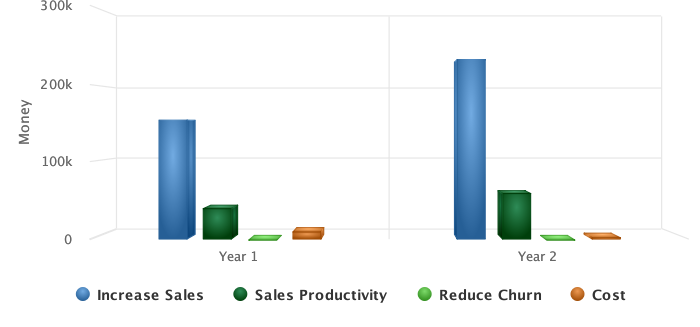 300k
200k
100k
0
Money
Year 1
Year 2
Increase Sales
Sales Productivity
Reduce Churn
Cost